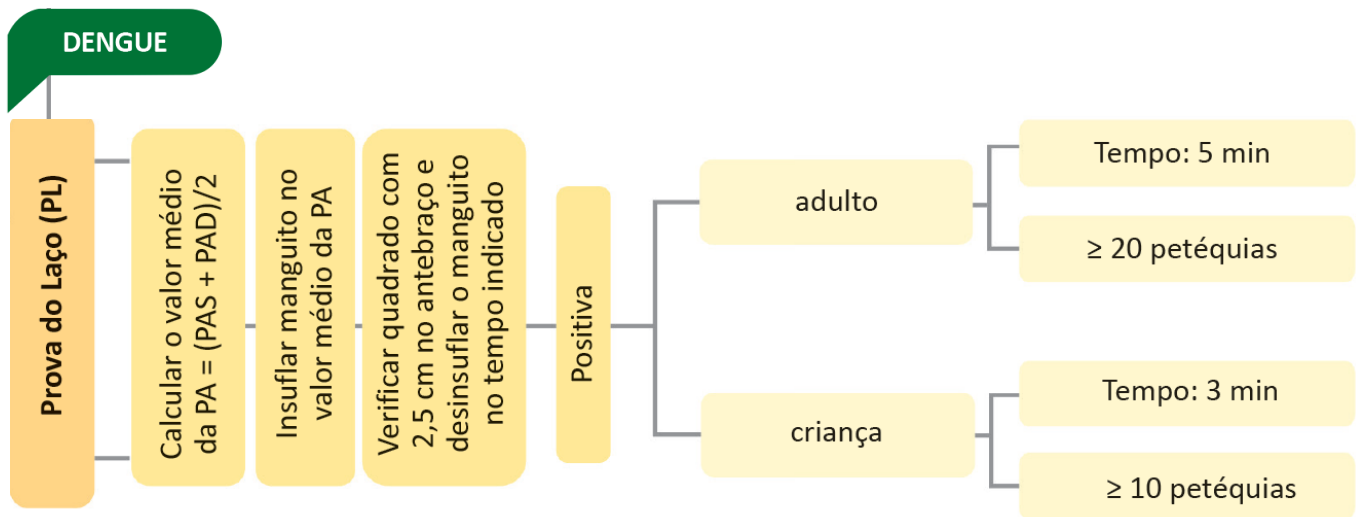 DENGUE
Prova do Laço (PL)
Calcular o valor médio
da PA = (PAS + PAD)/2
Insuflar manguito no
valor médio da PA
Verificar quadrado com
2,5 cm no antebraço e
desinsuflar o manguito
no tempo indicado
Positiva
adulto
Tempo: 5 min
≥ 20 petéquias
criança
Tempo: 3 min
≥ 10 petéquias